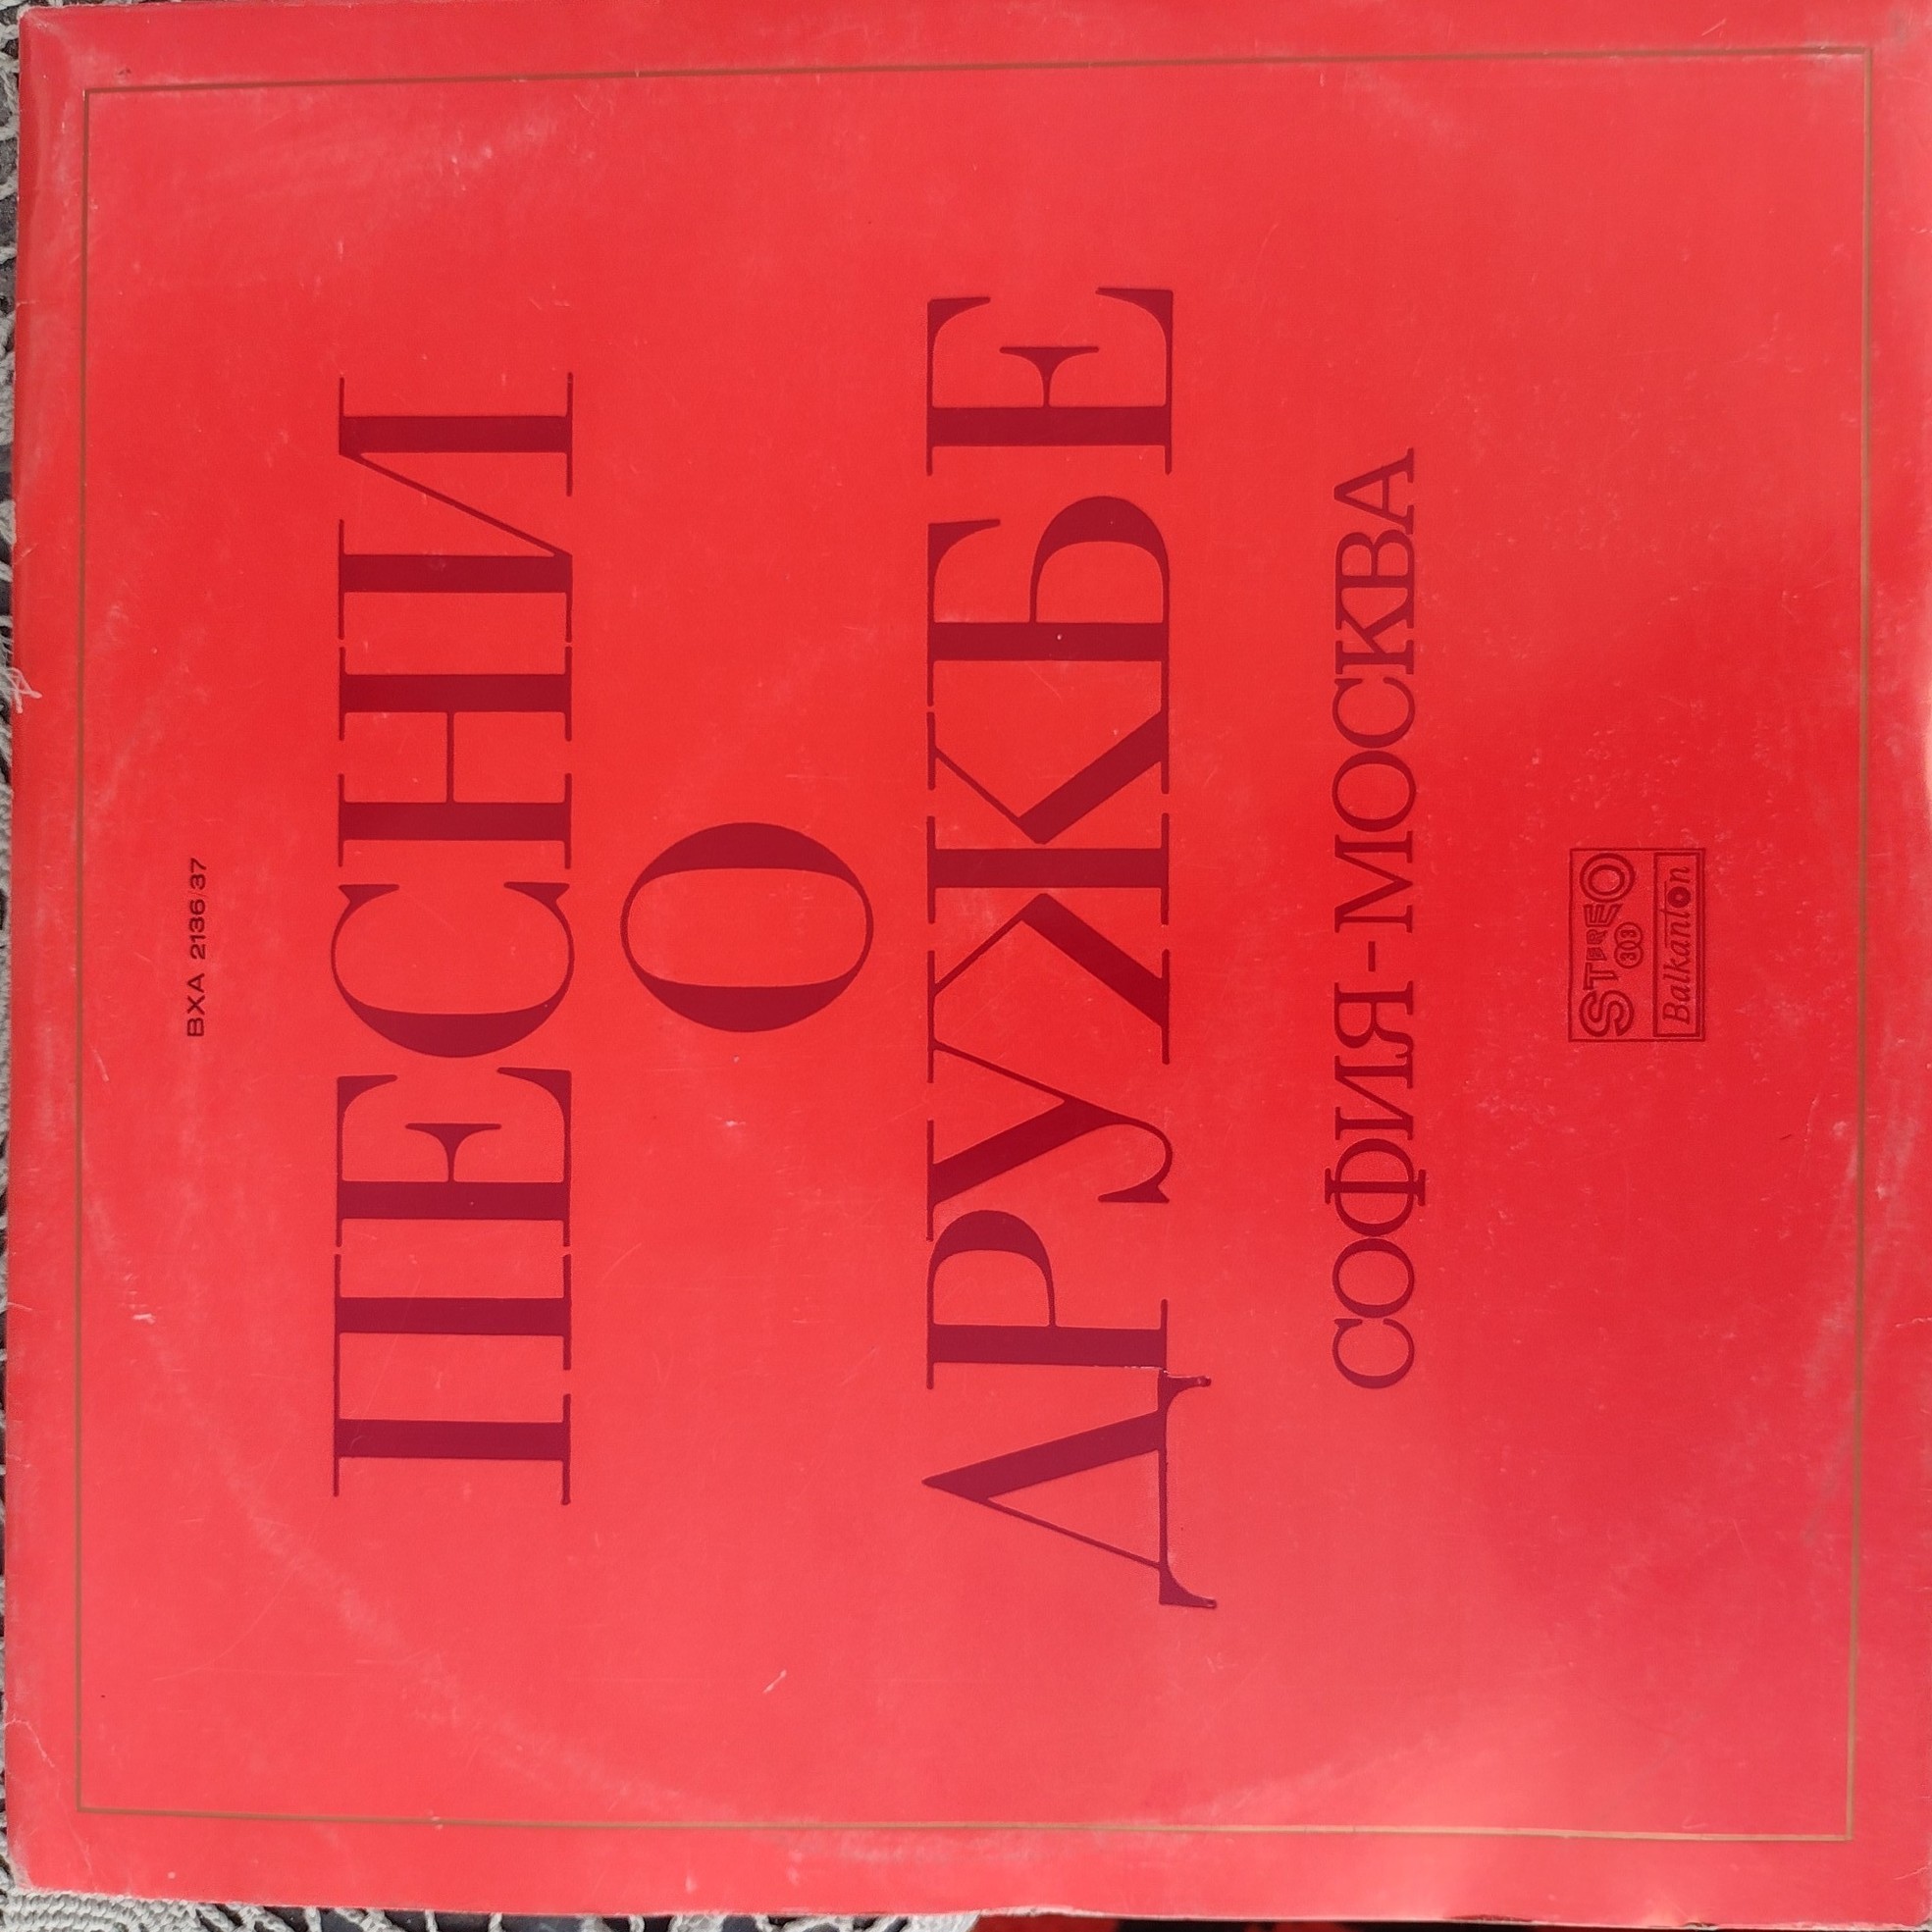 ВХА 2136/37
ПЕСНИ
О
ДРУЖБЕ
СОФИЯ-МОСКВА
STEREO
303
Balkanton